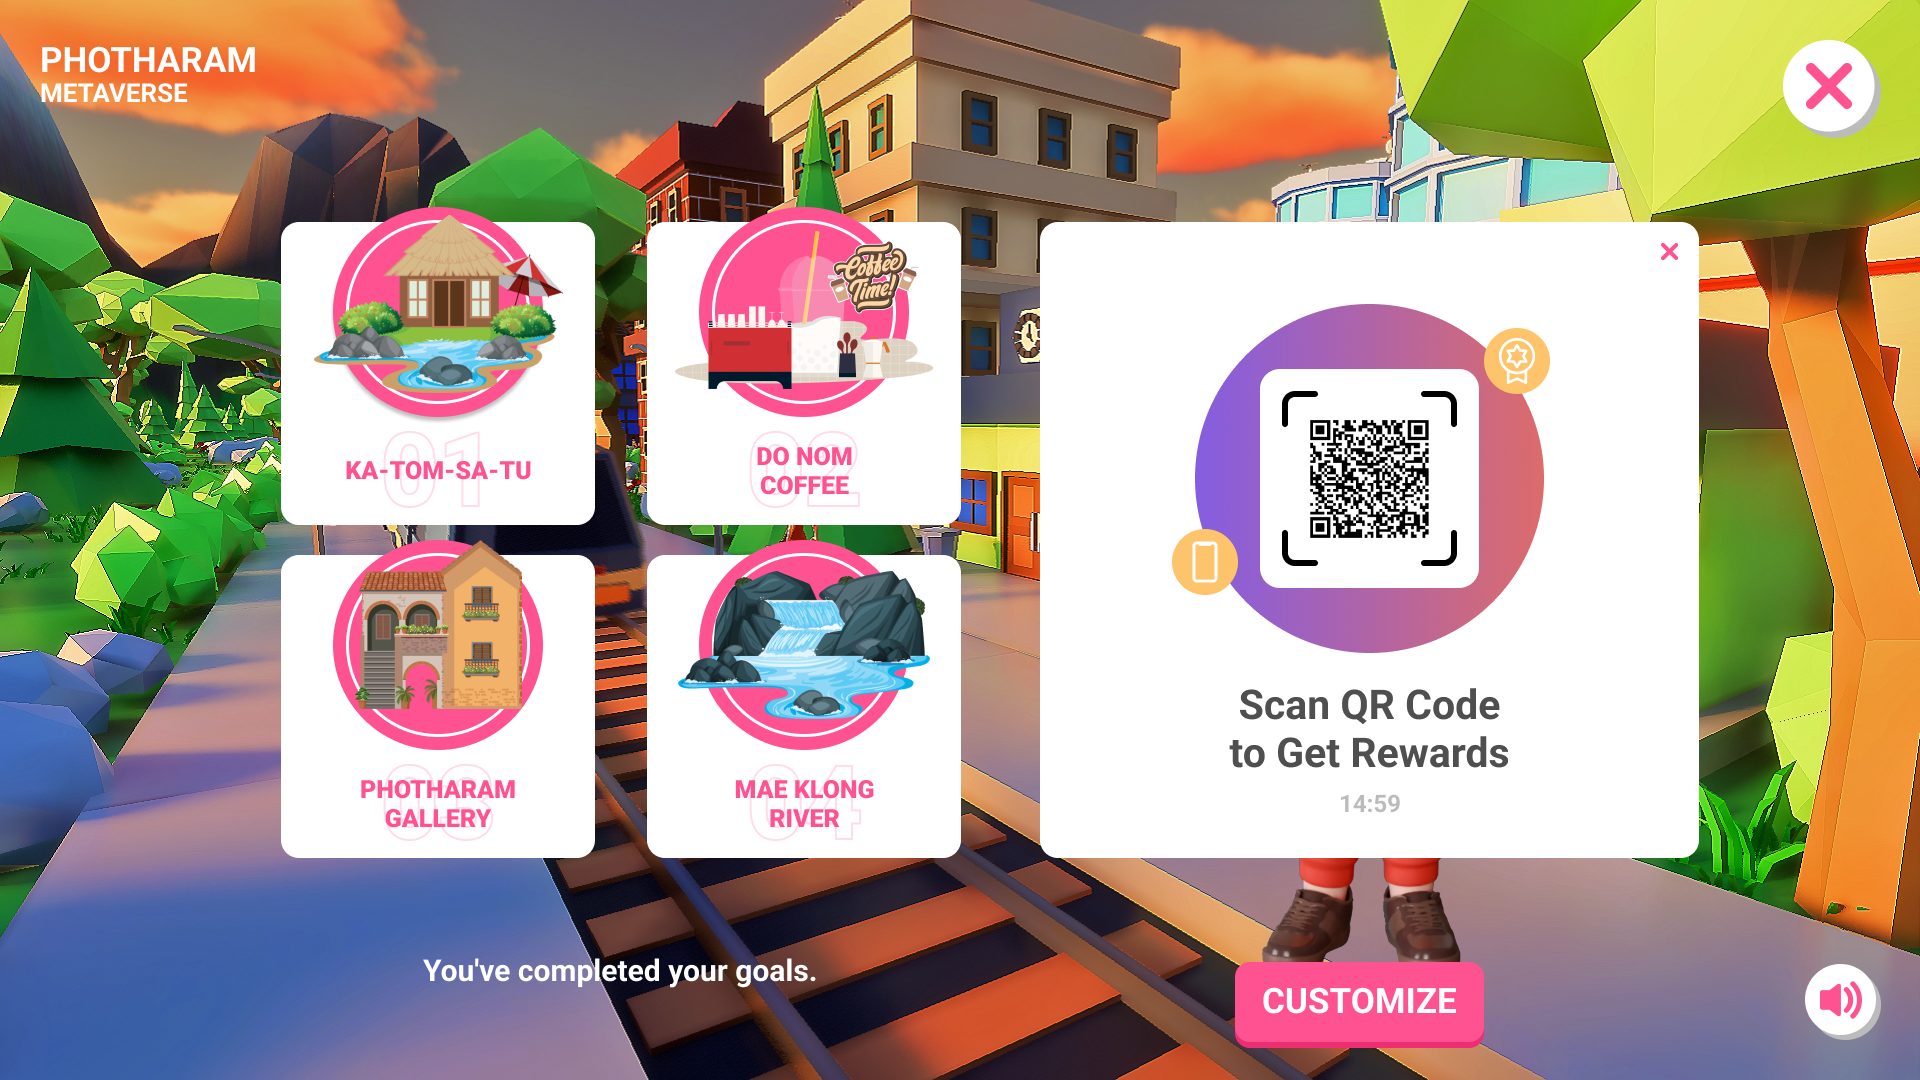 PHOTHARAM
METAVERSE
Coffee
Time!
01
KA-TOM-SA-TU
02
DO NOM
COFFEE
03
PHOTHARAM
GALLERY
04
MAE KLONG
RIVER
Scan QR Code
to Get Rewards
14:59
You've completed your goals.
CUSTOMIZE